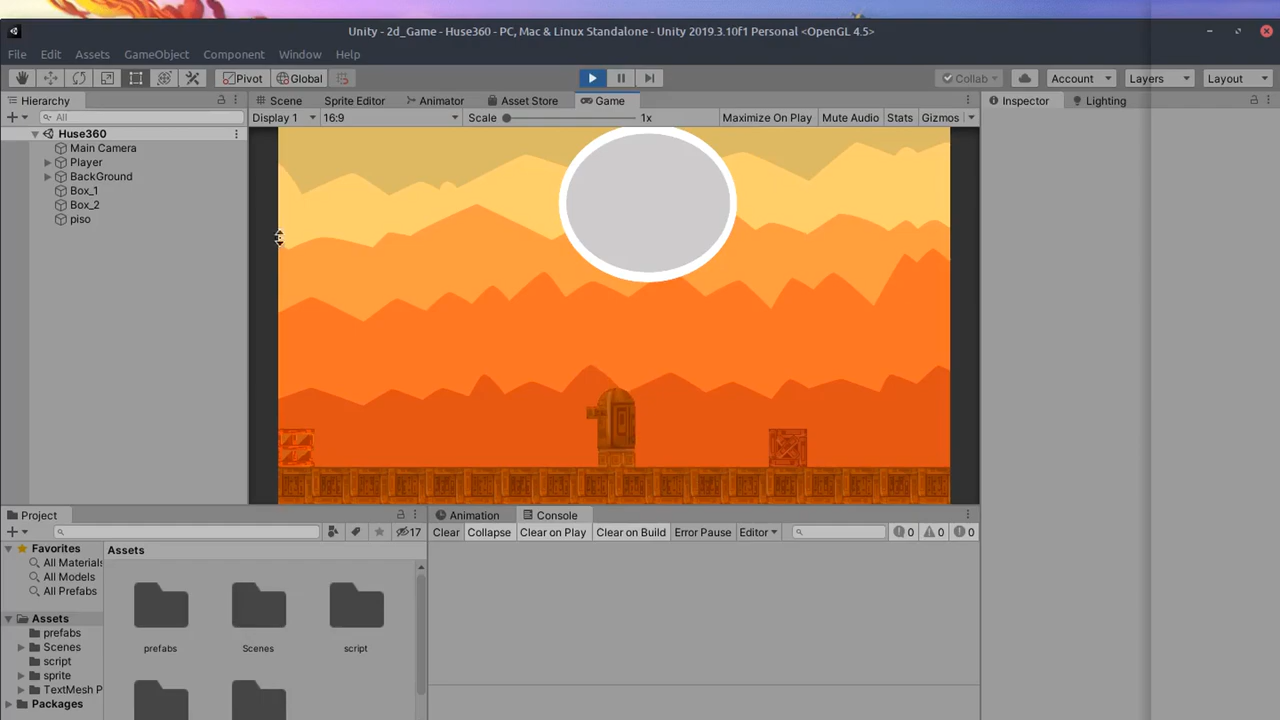 Unity - 2d_Game - Huse360 - PC, Mac & Linux Standalone - Unity 2019.3.10f1 Personal <OpenGL 4.5>
File Edit Assets GameObject Component Window Help
Pivot Global Collab Account Layers Layout
Hierarchy Scene Sprite Editor Animator Asset Store Game Inspector Lighting
All Display 1 16:9 Scale 1x Maximize On Play Mute Audio Stats Gizmos
Huse360
Main Camera
Player
BackGround
Box_1
Box_2
piso
Project Animation Console
17 Clear Collapse Clear on Play Clear on Build Error Pause Editor 0 0 0
Favorites
All Materials
All Models
All Prefabs
Assets
prefabs
Scenes
script
sprite
TextMesh P
Packages
Assets
prefabs Scenes script